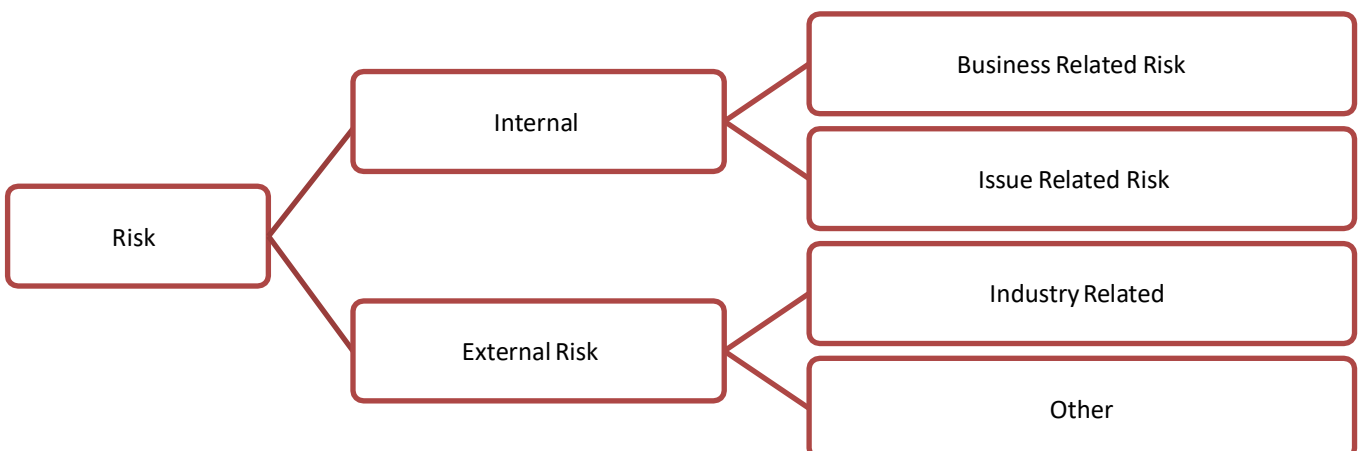 Risk
Internal
Business Related Risk
Issue Related Risk
External Risk
Industry Related
Other